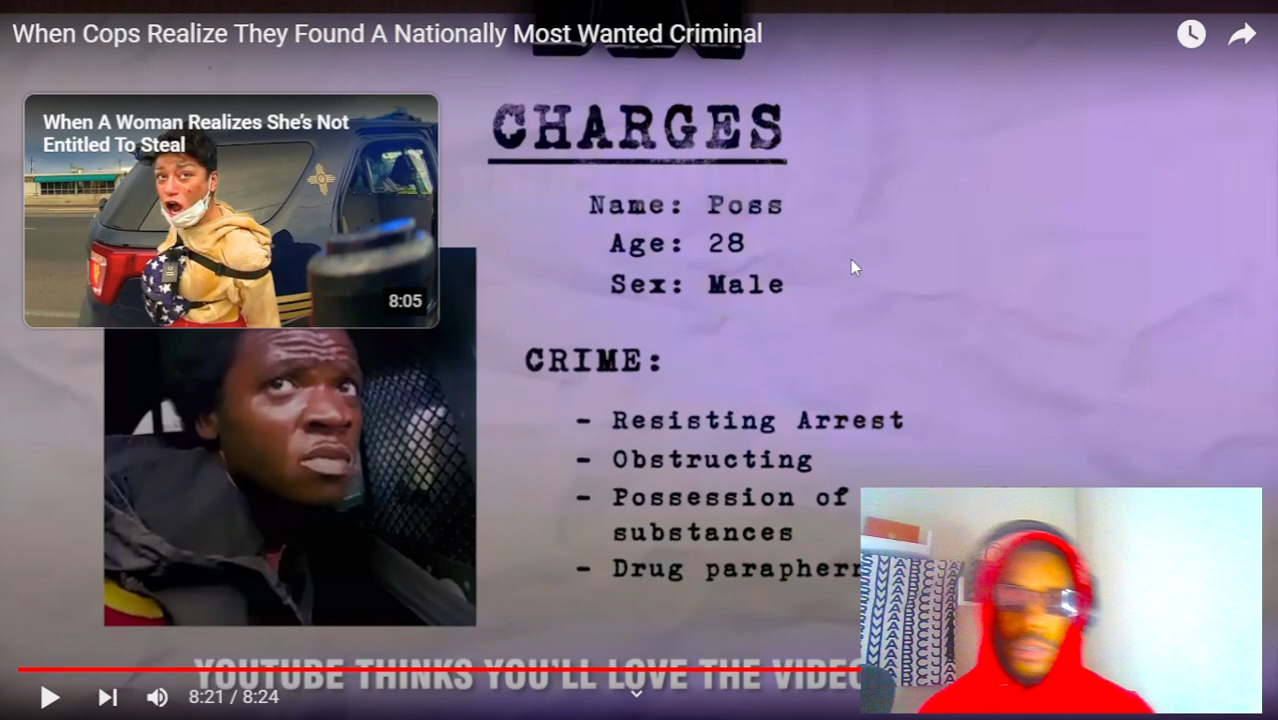 When Cops Realize They Found A Nationally Most Wanted Criminal
When A Woman Realizes She's Not
Entitled To Steal
8:05
CHARGES
Name: Poss
Age: 28
Sex: Male
CRIME:
- Resisting Arrest
- Obstructing
- Possession of
substances
- Drug
YOUTUBE THINKS YOU'LL LOVE THE VIDEO
8:21 / 8:24